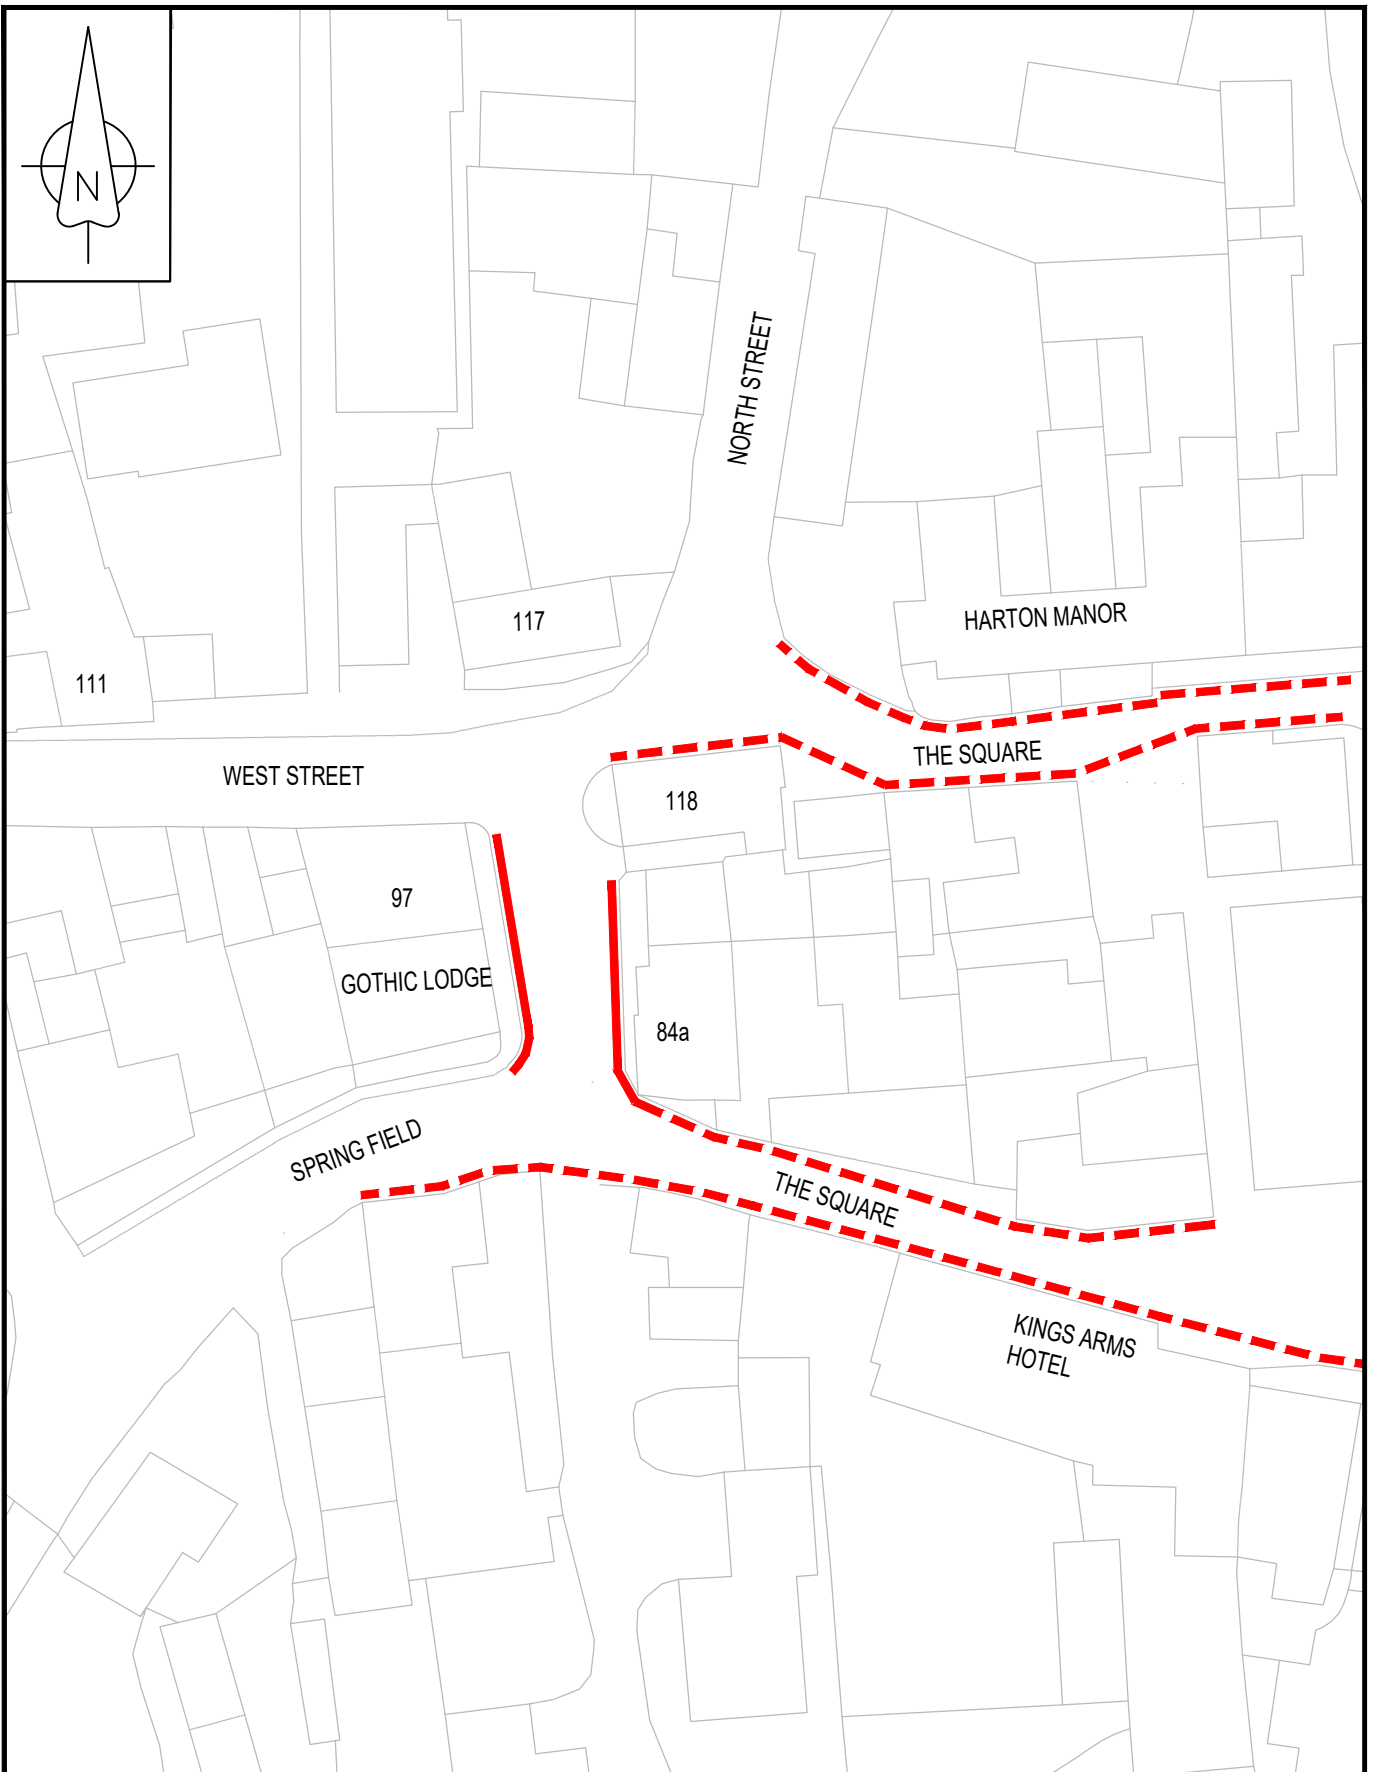 N
NORTH STREET
HARTON MANOR
117
111
THE SQUARE
WEST STREET
118
97
GOTHIC LODGE
84a
SPRING FIELD
THE SQUARE
KINGS ARMS
HOTEL